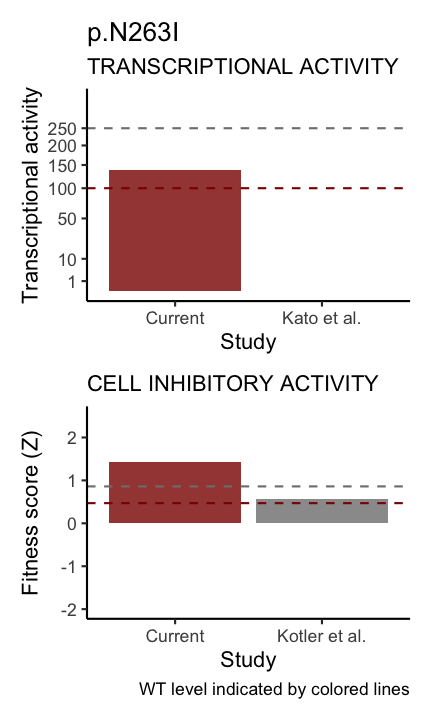 p.N263I
TRANSCRIPTIONAL ACTIVITY
Transcriptional activity
250
200
150
100
50
10
1
Current
Kato et al.
Study
CELL INHIBITORY ACTIVITY
Fitness score (Z)
2
1
0
-1
-2
Current
Kotler et al.
Study
WT level indicated by colored lines